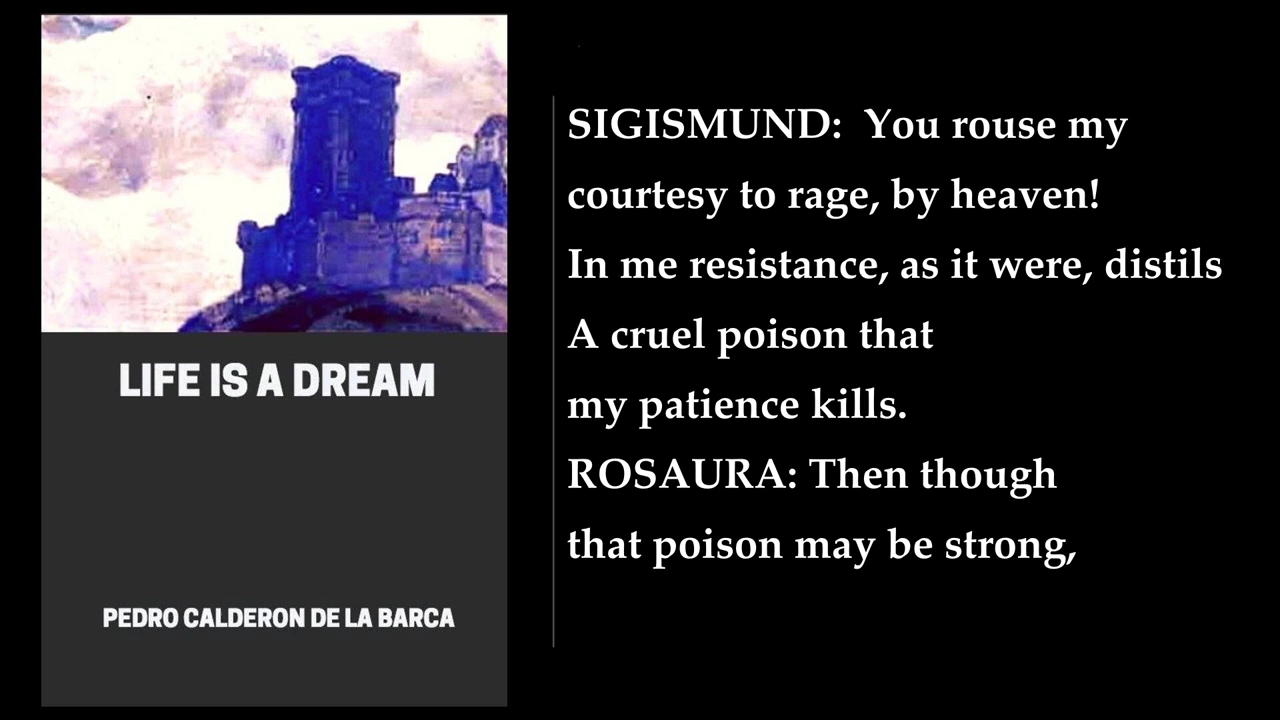 LIFE IS A DREAM
PEDRO CALDERON DE LA BARCA
SIGISMUND: You rouse my
courtesy to rage, by heaven!
In me resistance, as it were, distils
A cruel poison that
my patience kills.
ROSAURA: Then though
that poison may be strong,